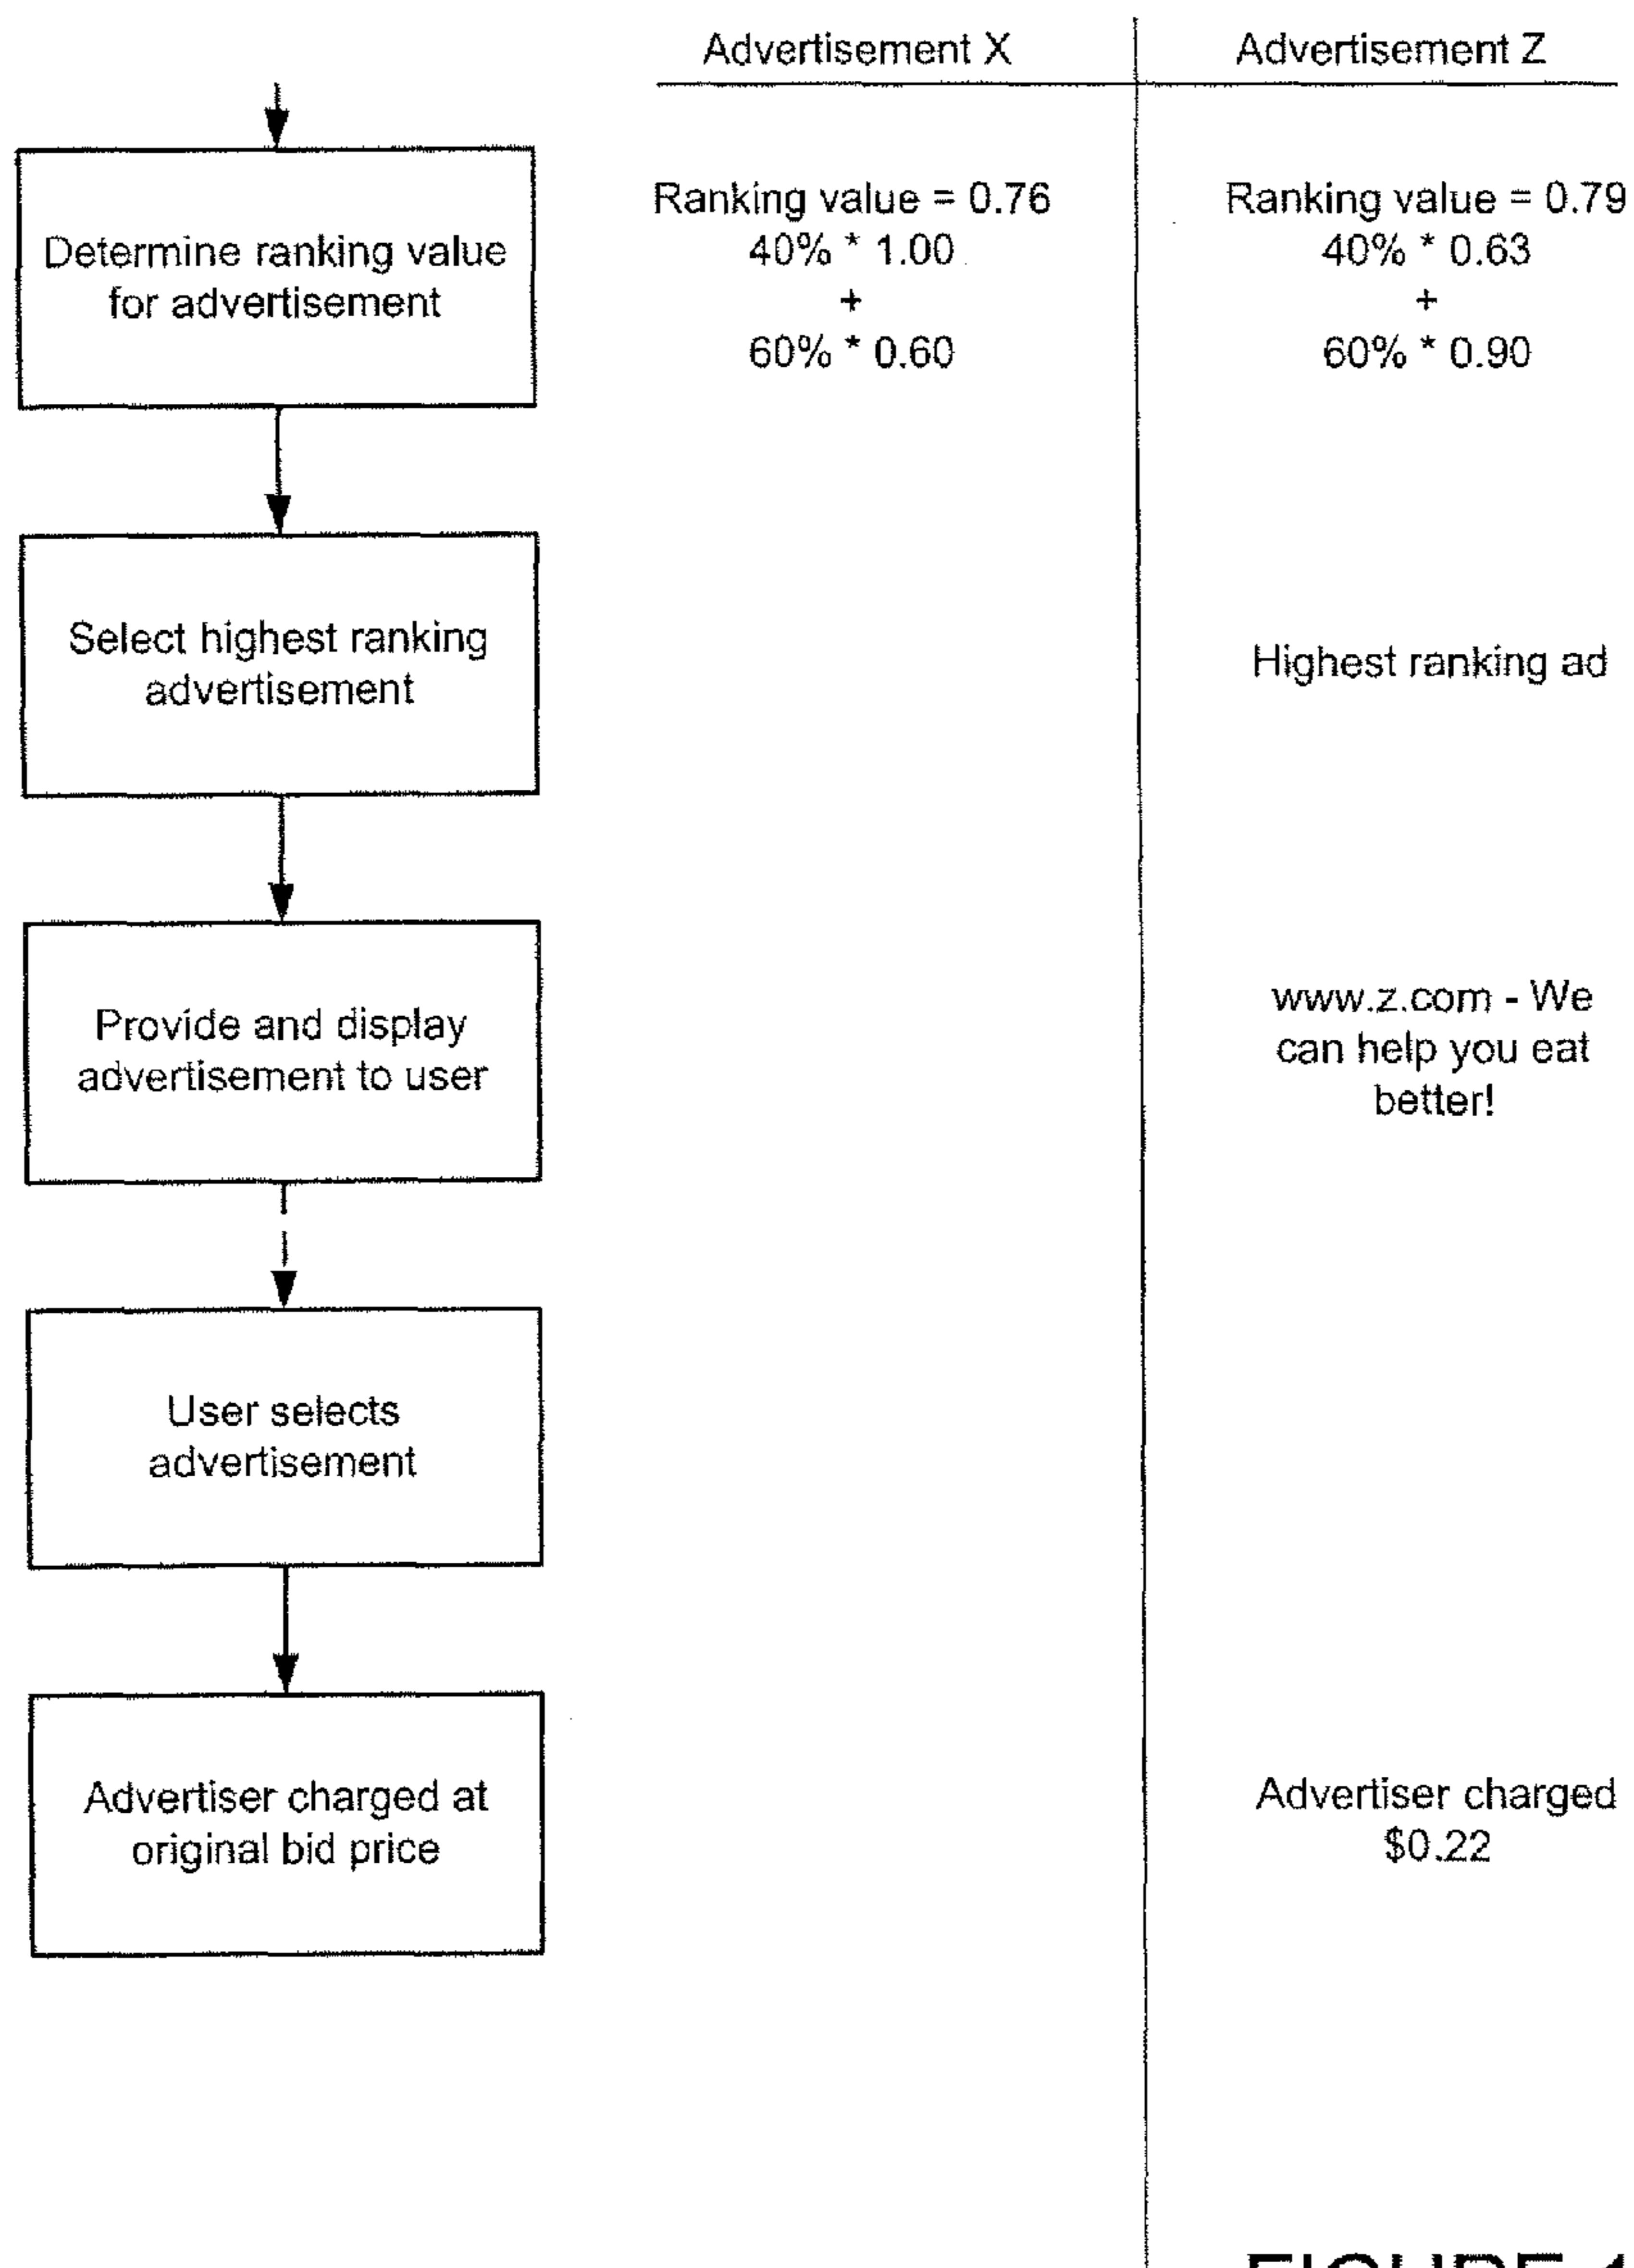 Advertisement X
Advertisement Z
Determine ranking value
for advertisement
Ranking value = 0.76
40% * 1.00
+
60% * 0.60
Ranking value = 0.79
40% * 0.63
+
60% * 0.90
Select highest ranking
advertisement
Highest ranking ad
Provide and display
advertisement to user
www.z.com - We
can help you eat
better!
User selects
advertisement
Advertiser charged at
original bid price
Advertiser charged
$0.22